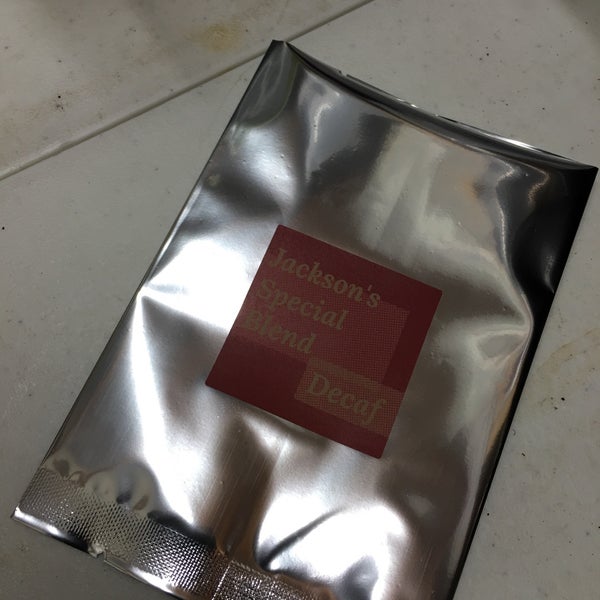 Jackson's
Special
Blend
Decaf